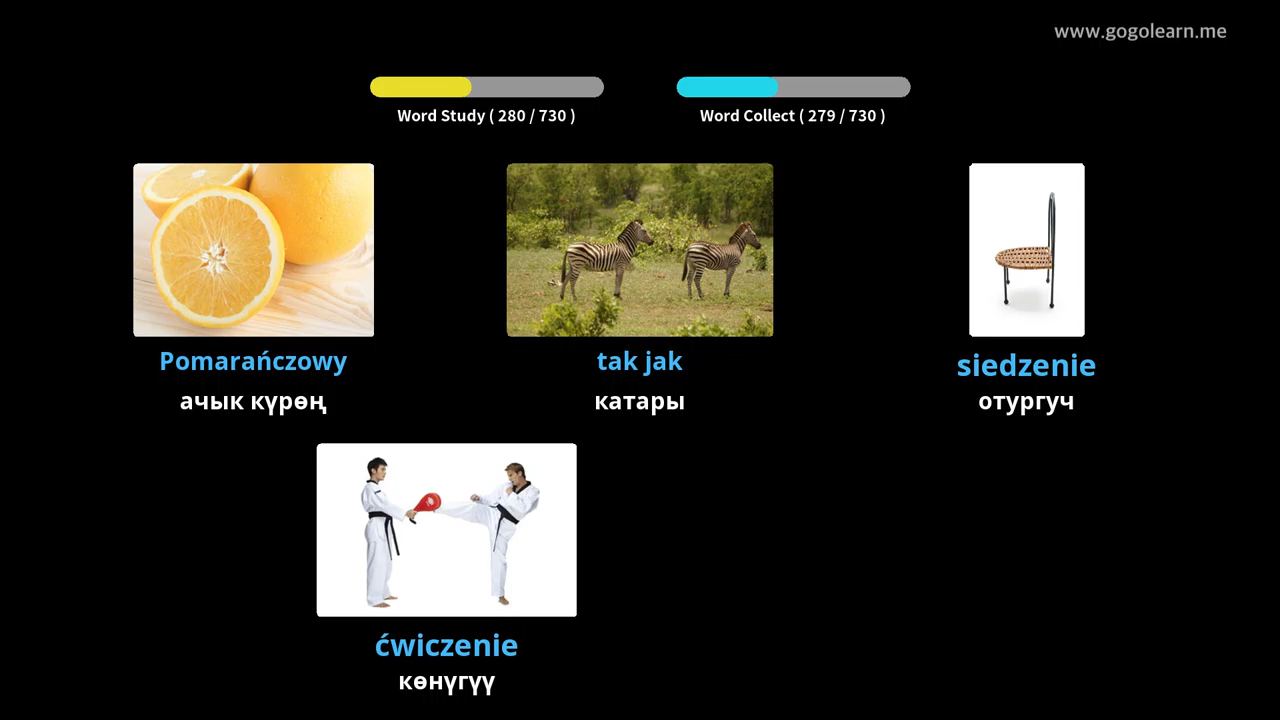 www.gogolearn.me
Word Study ( 280 / 730 )
Word Collect ( 279 / 730 )
Pomarańczowy
ачык күрөң
tak jak
катары
siedzenie
отургуч
ćwiczenie
көнүгүү